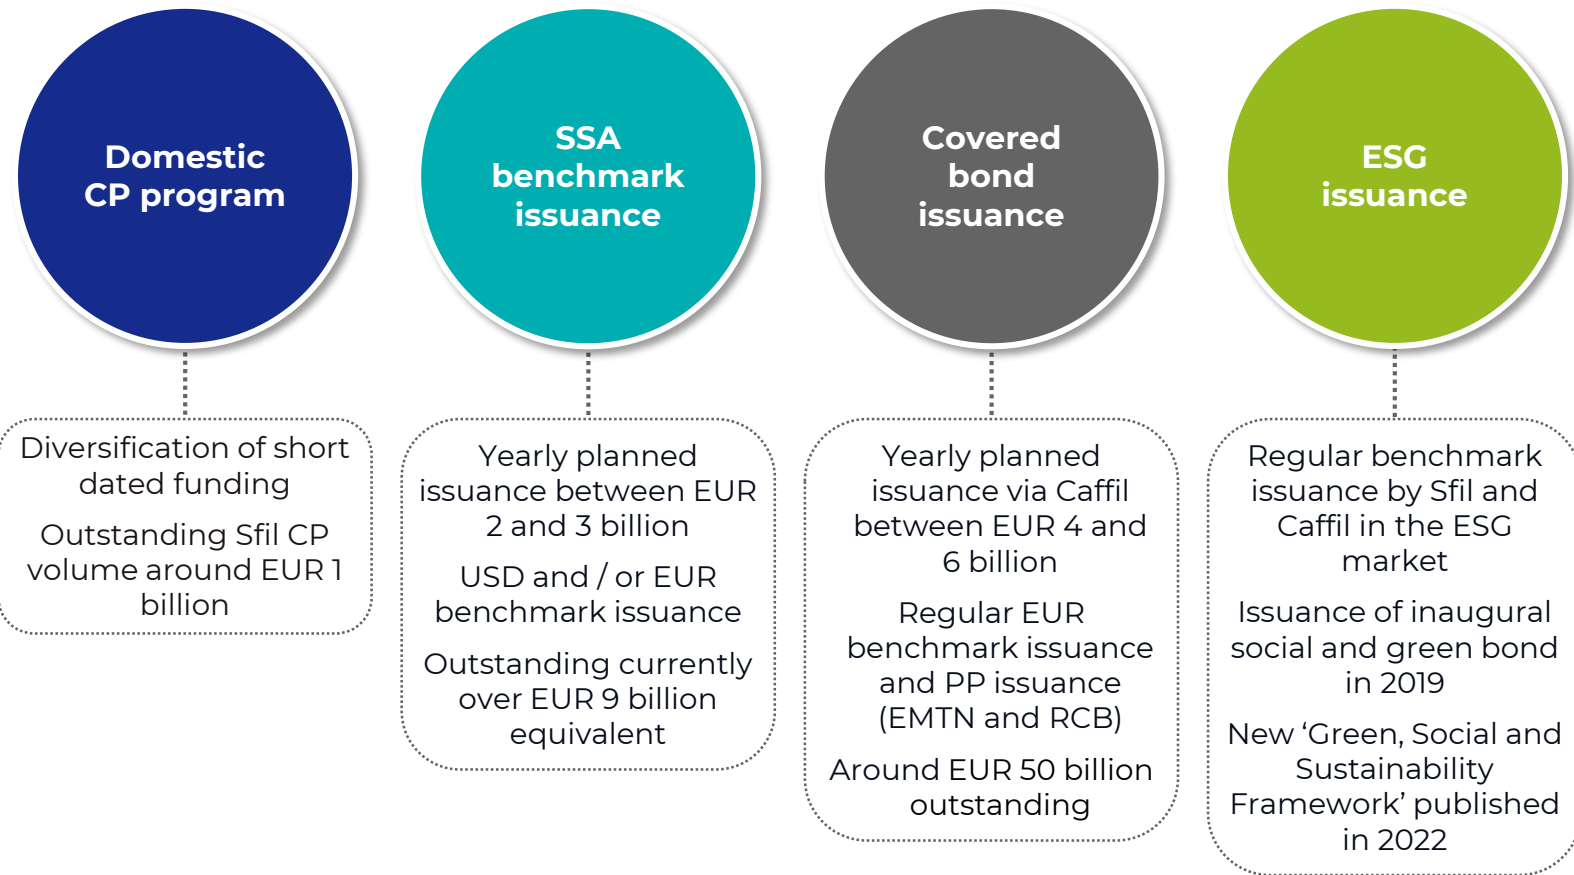 Domestic
CP program
Diversification of short
dated funding
Outstanding Sfil CP
volume around EUR 1
billion
SSA
benchmark
issuance
Yearly planned
issuance between EUR
2 and 3 billion
USD and / or EUR
benchmark issuance
Outstanding currently
over EUR 9 billion
equivalent
Covered
bond
issuance
Yearly planned
issuance via Caffil
between EUR 4 and
6 billion
Regular EUR
benchmark issuance
and PP issuance
(EMTN and RCB)
Around EUR 50 billion
outstanding
ESG
issuance
Regular benchmark
issuance by Sfil and
Caffil in the ESG
market
Issuance of inaugural
social and green bond
in 2019
New ‘Green, Social and
Sustainability
Framework’ published
in 2022